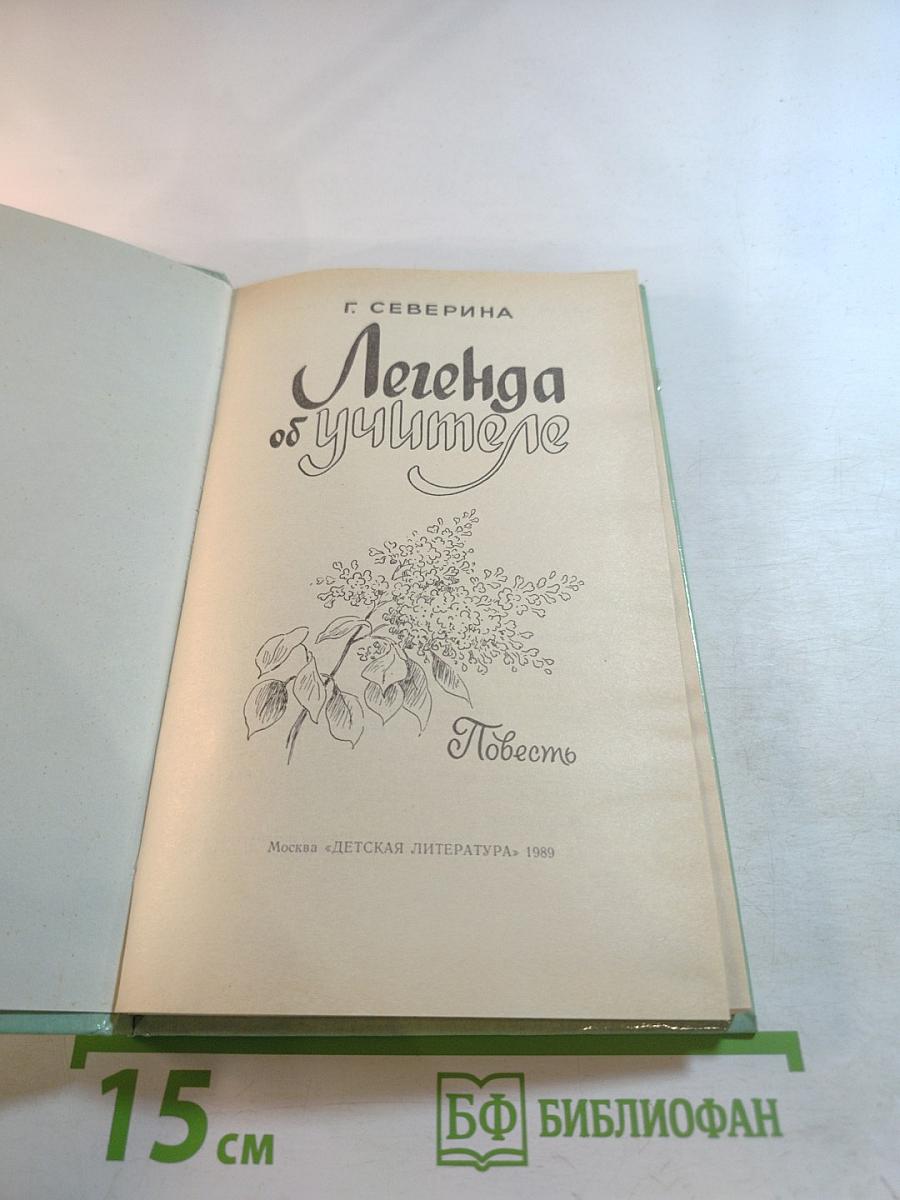 Г. СЕВЕРИНА
Легенда
об учителе
Повесть
Москва «ДЕТСКАЯ ЛИТЕРАТУРА» 1989
15 см
БФ БИБЛИОФАН